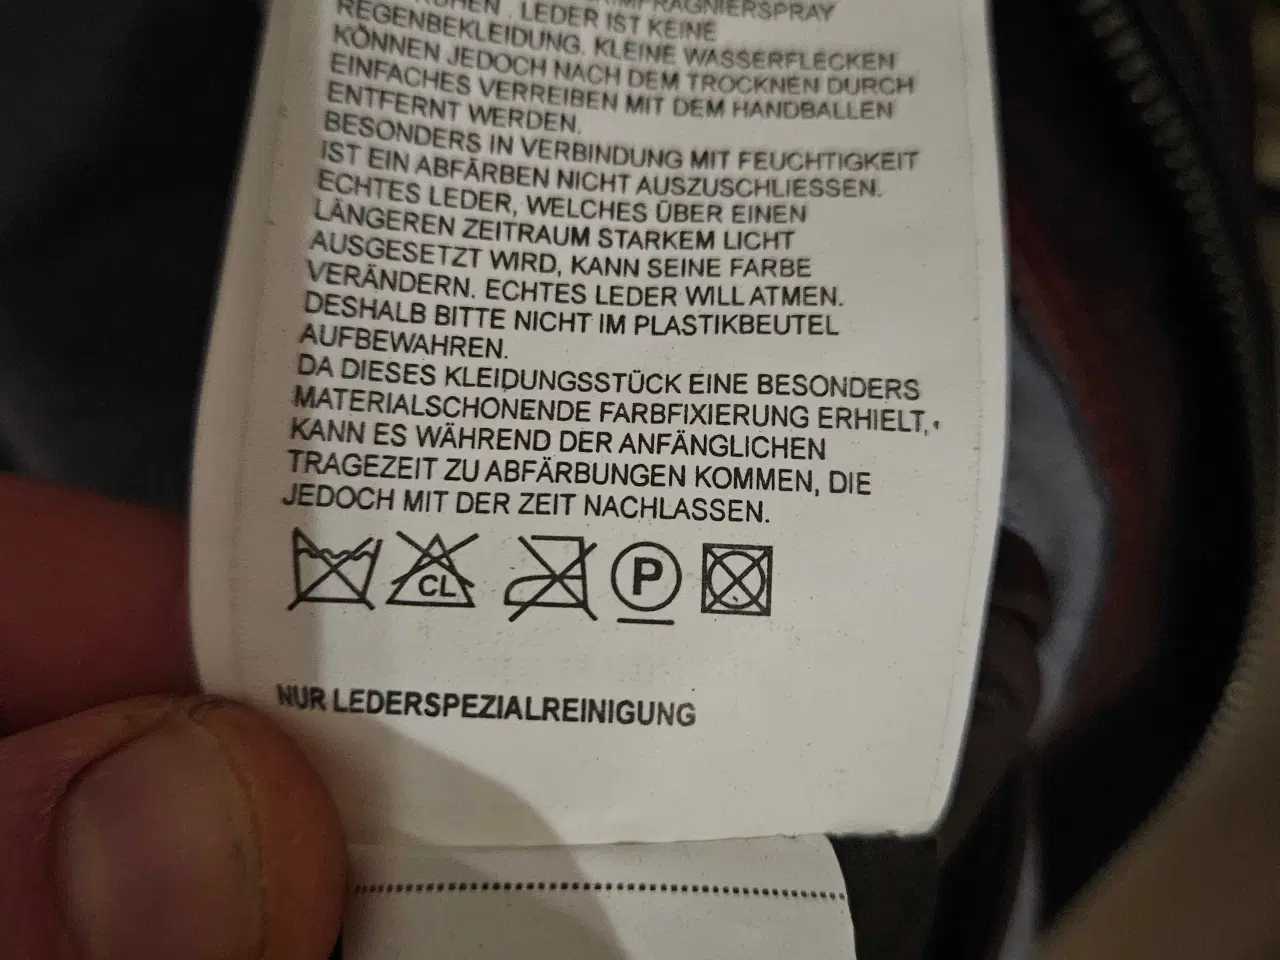 LEDER IST KEINE
REGENBEKLEIDUNG. KLEINE WASSERFLECKEN
KÖNNEN JEDOCH NACH DEM TROCKNEN DURCH
EINFACHES VERREIBEN MIT DEM HANDBALLEN
ENTFERNT WERDEN.
BESONDERS IN VERBINDUNG MIT FEUCHTIGKEIT
IST EIN ABFÄRBEN NICHT AUSZUSCHLIESSEN.
ECHTES LEDER, WELCHES ÜBER EINEN
LÄNGEREN ZEITRAUM STARKEM LICHT
AUSGESETZT WIRD, KANN SEINE FARBE
VERÄNDERN. ECHTES LEDER WILL ATMEN.
DESHALB BITTE NICHT IM PLASTIKBEUTEL
AUFBEWAHREN.
DA DIESES KLEIDUNGSSTÜCK EINE BESONDERS
MATERIALSCHONENDE FARBFIXIERUNG ERHIELT,
KANN ES WÄHREND DER ANFÄNGLICHEN
TRAGEZEIT ZU ABFÄRBUNGEN KOMMEN, DIE
JEDOCH MIT DER ZEIT NACHLASSEN.
CL P
NUR LEDERSPEZIALREINIGUNG